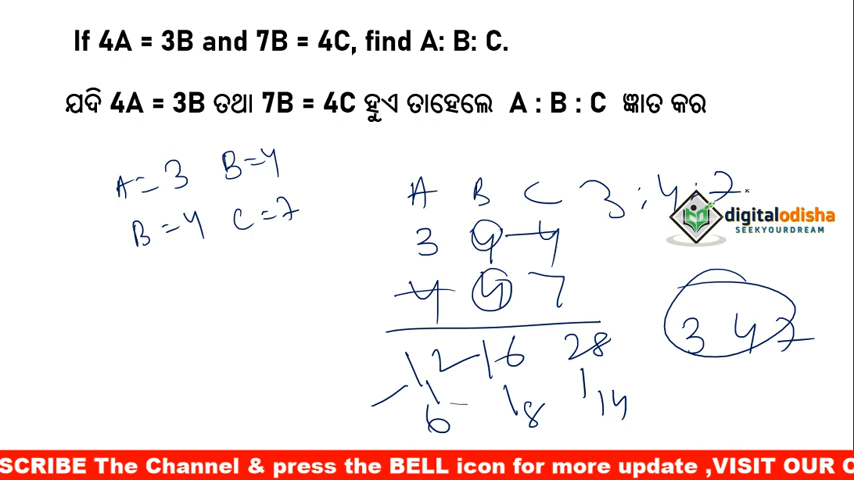 If 4A = 3B and 7B = 4C, find A: B: C.
ଯଦି 4A = 3B ତଥା 7B = 4C ହୁଏ ତାହେଲେ A : B : C ଜ୍ଞାତ କର
A = 3 B = 4
B = 4 C = 7
A B C 3 : 4 : 7
3 4 4
4 4 7
12 16 28
6 8 14
3 4 7
digitalodisha
SEEKYOURDREAM
SCRIBE The Channel & press the BELL icon for more update ,VISIT OUR